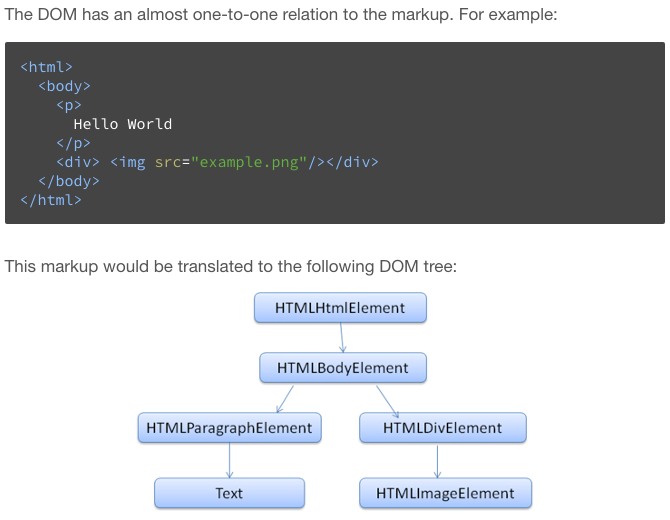 The DOM has an almost one-to-one relation to the markup. For example:
<html>
<body>
<p>
Hello World
</p>
<div> <img src="example.png"/></div>
</body>
</html>
This markup would be translated to the following DOM tree:
HTMLHtmlElement
HTMLBodyElement
HTMLParagraphElement HTMLDivElement
Text HTMLImageElement